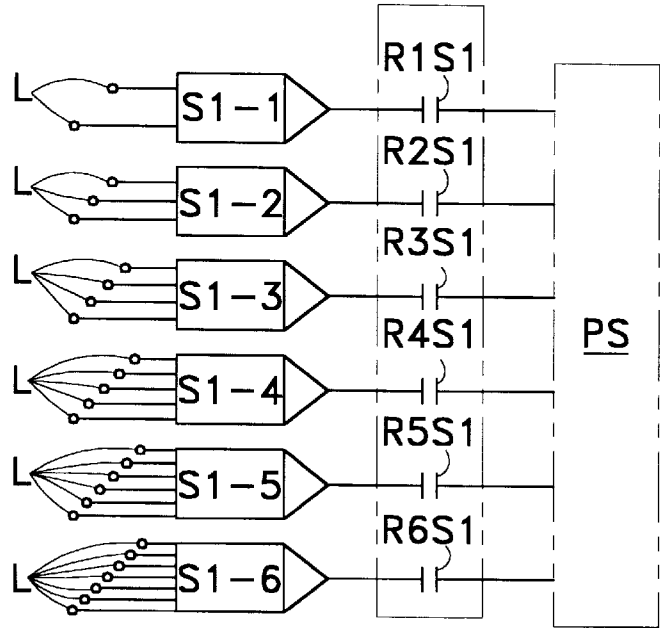 R1S1
L S1-1
R2S1
L S1-2
R3S1
L S1-3
R4S1 PS
L S1-4
R5S1
L S1-5
R6S1
L S1-6